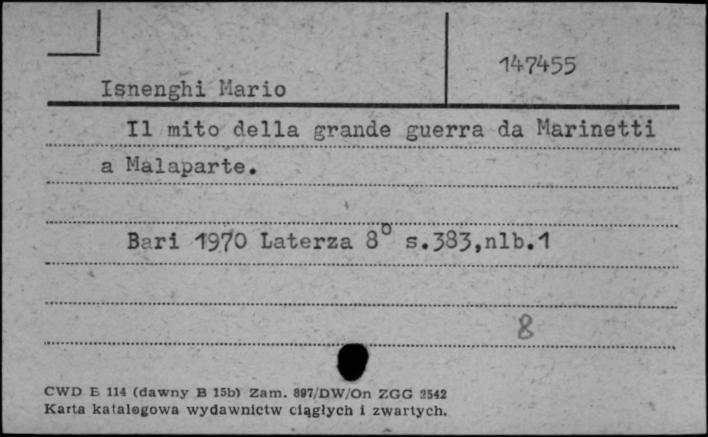 147455
Isnenghi Mario
Il mito della grande guerra da Marinetti
a Malaparte.
Bari 1970 Laterza 8° s.383,nlb.1
8
CWD E 114 (dawny B 15b) Zam. 897/DW/On ZGG 2542
Karta katalogowa wydawnictw ciągłych i zwartych.